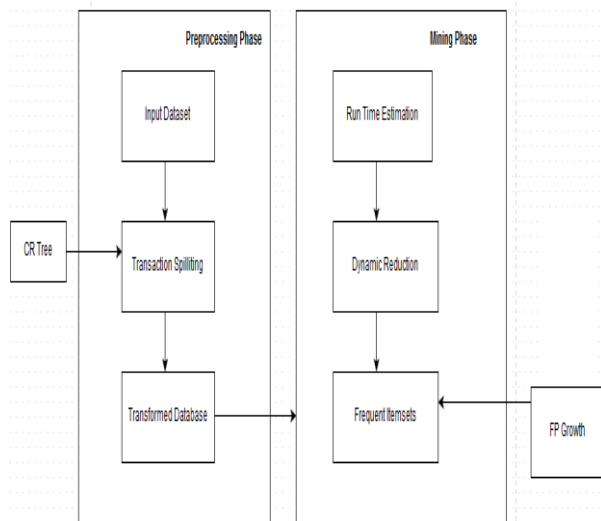 Preprocessing Phase
Mining Phase
Input Dataset
Run Time Estimation
CR Tree
Transaction Spilliting
Dynamic Reduction
Transformed Database
Frequent Itemsets
FP Growth